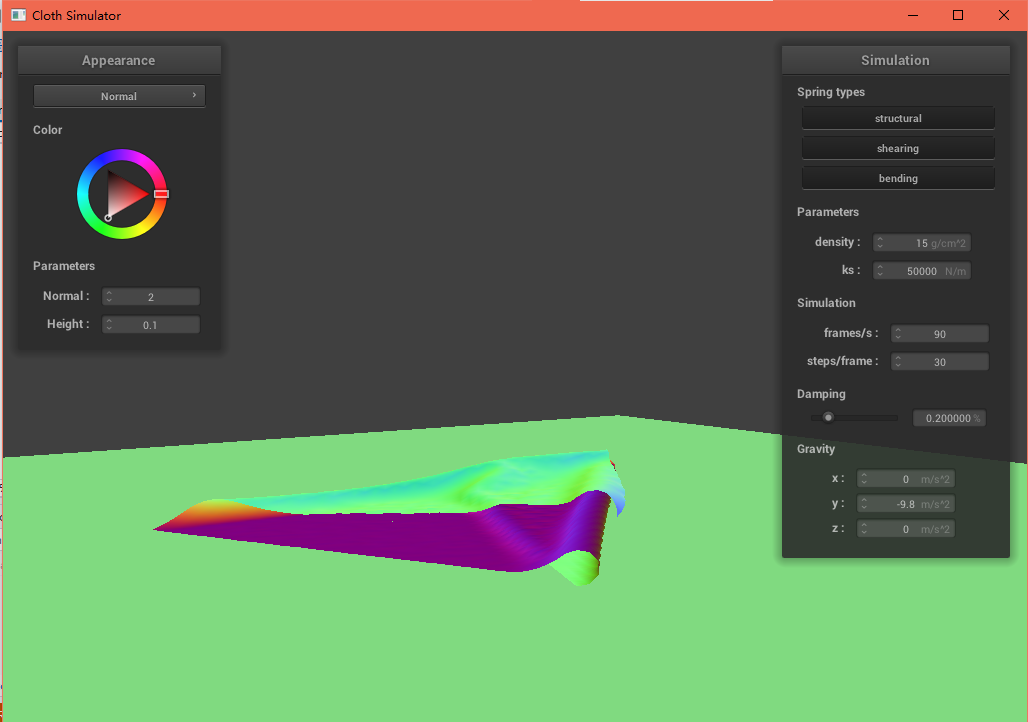 Cloth Simulator
Appearance
Normal
Color
Parameters
Normal : 2
Height : 0.1
Simulation
Spring types
structural
shearing
bending
Parameters
density : 15 g/cm^2
ks : 50000 N/m
Simulation
frames/s : 90
steps/frame : 30
Damping
0.200000 %
Gravity
x : 0 m/s^2
y : -9.8 m/s^2
z : 0 m/s^2